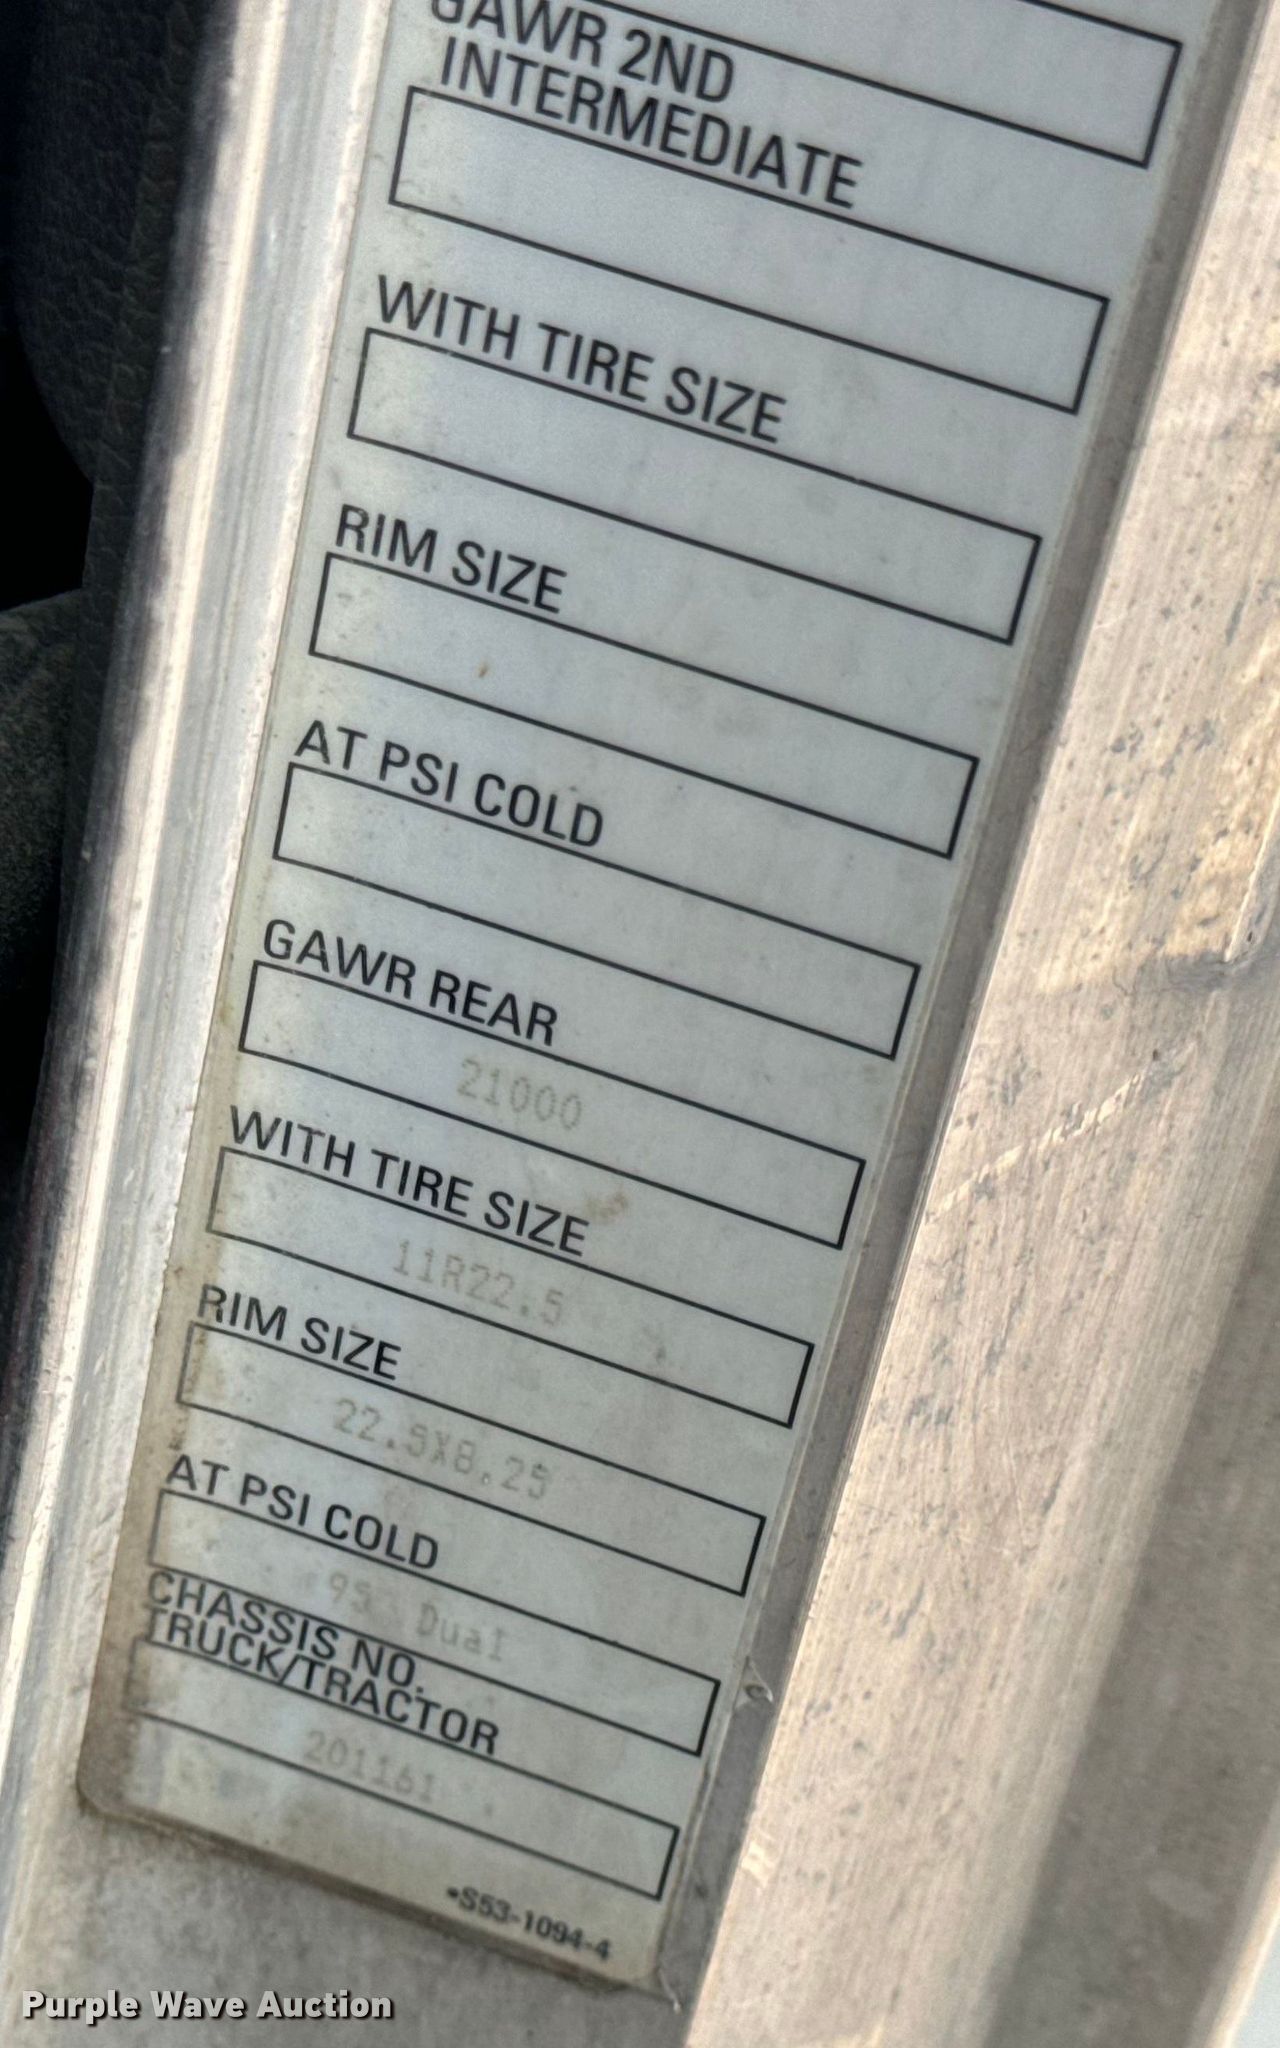 GAWR 2ND
INTERMEDIATE
WITH TIRE SIZE
RIM SIZE
AT PSI COLD
GAWR REAR
21000
WITH TIRE SIZE
11R22.5
RIM SIZE
22.5X8.25
AT PSI COLD
95 Dual
CHASSIS NO.
TRUCK/TRACTOR
201161
•S53-1094-4
Purple Wave Auction